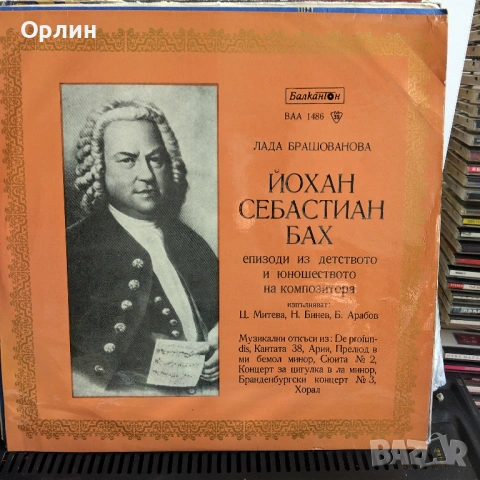 Орлин
Балкантон
ВАА 1486
ЛАДА БРАШОВАНОВА
ЙОХАН
СЕБАСТИАН
БАХ
епизоди из детството
и юношеството
на композитора
изпълняват:
Ц. Митева, Н. Бинев, Б. Арабов
Музикални откъси из: De profun-
dis, Кантата 38, Ария, Прелюд в
ми бемол минор, Сюита № 2,
Концерт за цигулка в ла минор,
Бранденбургски концерт № 3,
Хорал
BAZAR